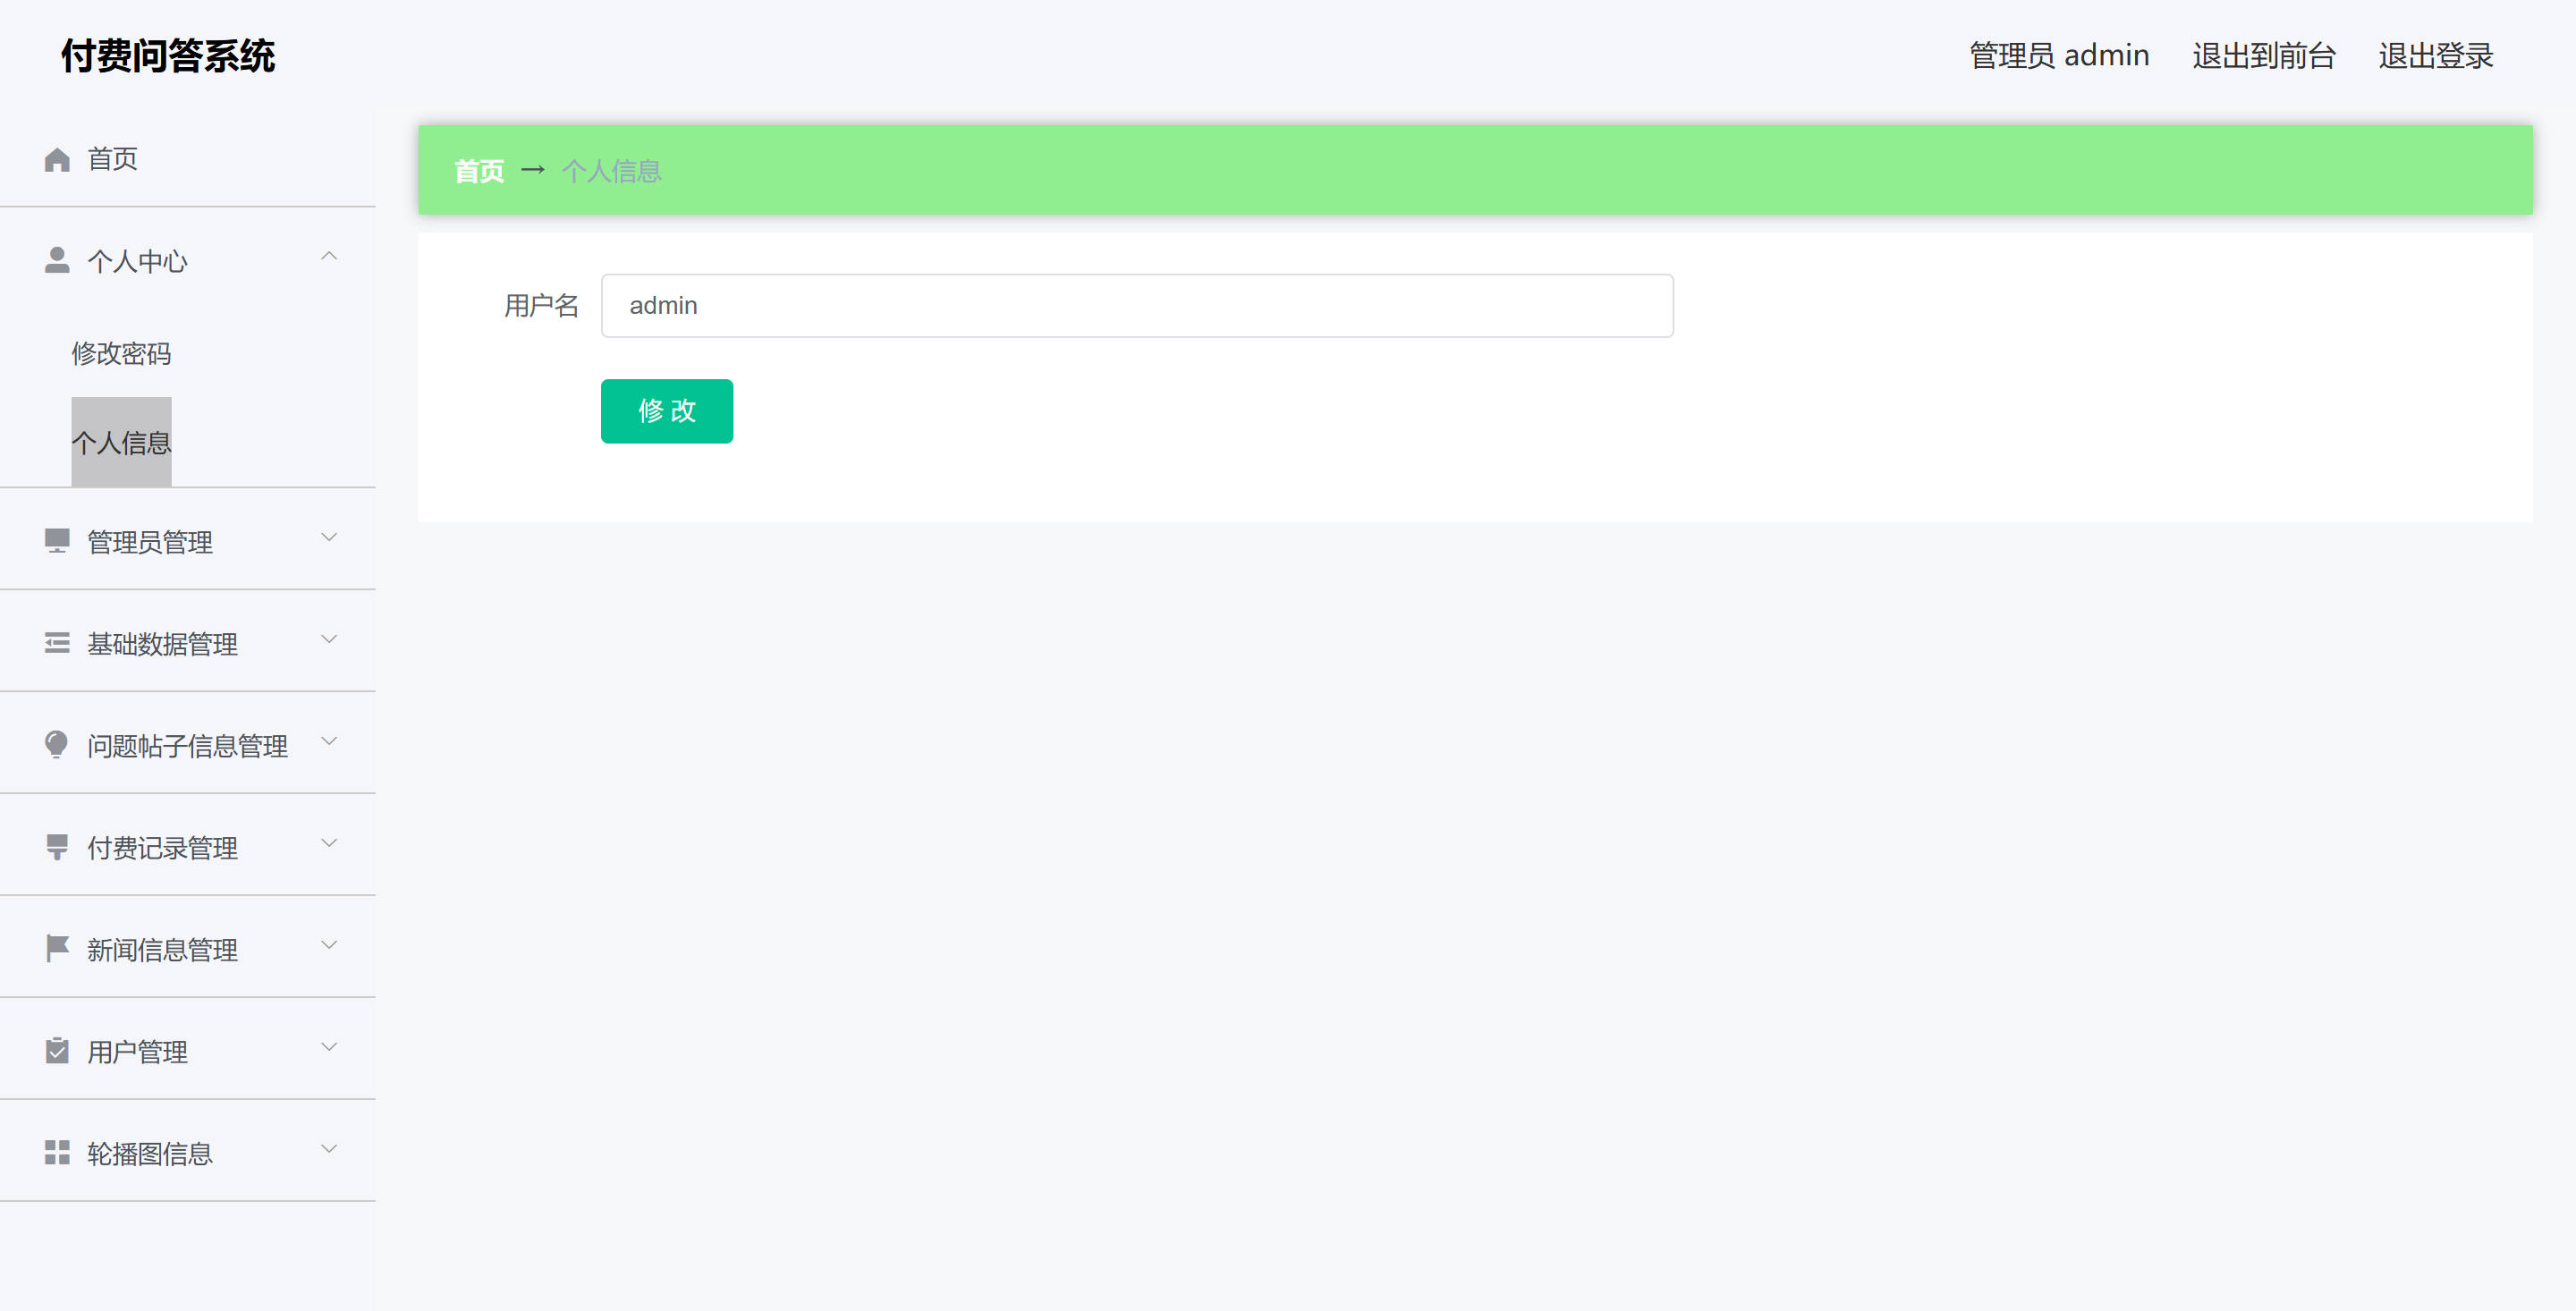 付费问答系统
管理员 admin 退出到前台 退出登录
首页
个人中心
修改密码
个人信息
管理员管理
基础数据管理
问题帖子信息管理
付费记录管理
新闻信息管理
用户管理
轮播图信息
首页 → 个人信息
用户名 admin
修 改